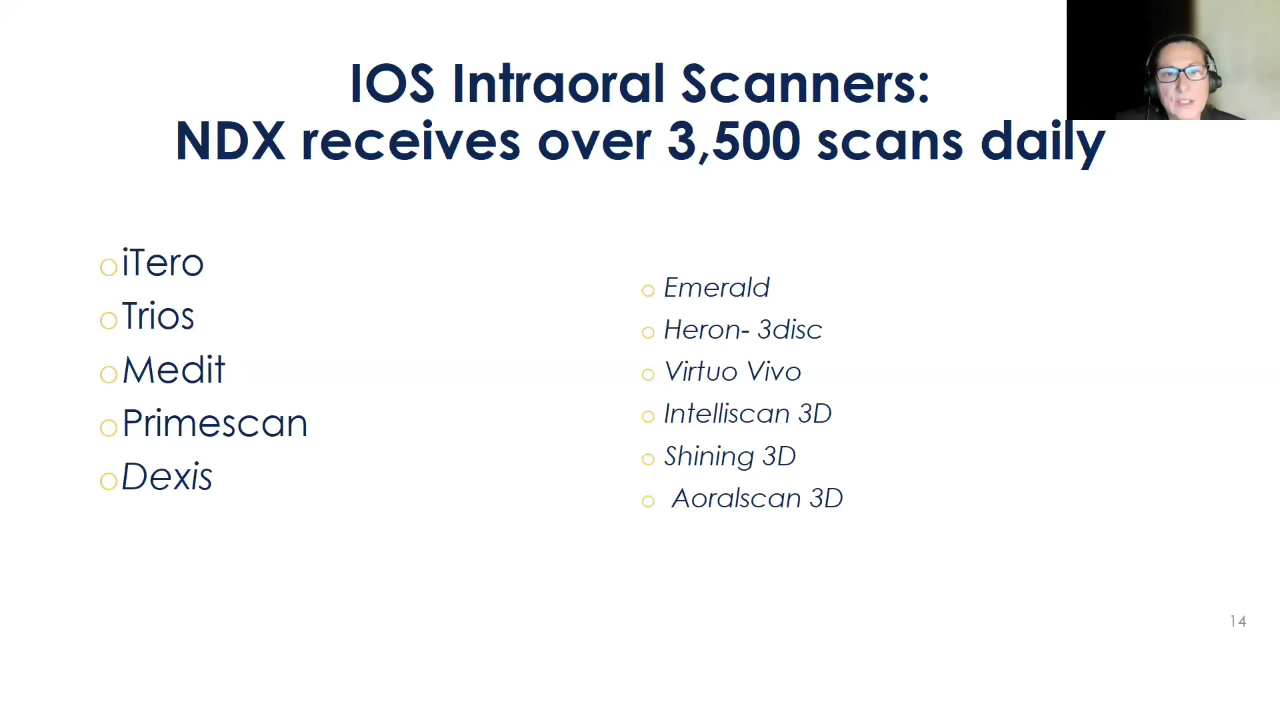 IOS Intraoral Scanners:
NDX receives over 3,500 scans daily
iTero
Trios
Medit
Primescan
Dexis
Emerald
Heron- 3disc
Virtuo Vivo
Intelliscan 3D
Shining 3D
Aoralscan 3D
14